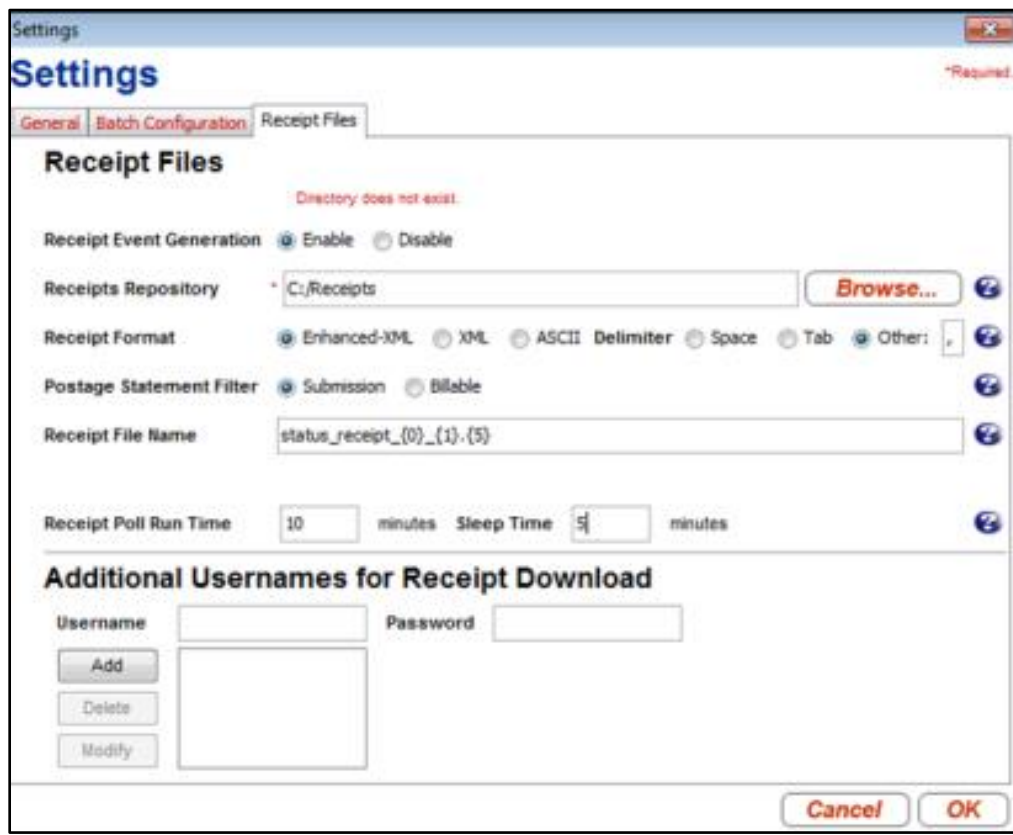 Settings
Settings
*Required
General Batch Configuration Receipt Files
Receipt Files
Directory does not exist.
Receipt Event Generation Enable Disable
Receipts Repository * C:/Receipts Browse...
Receipt Format Enhanced-XML XML ASCII Delimiter Space Tab Other: ,
Postage Statement Filter Submission Billable
Receipt File Name status_receipt_{0}_{1}.{5}
Receipt Poll Run Time 10 minutes Sleep Time 5 minutes
Additional Usernames for Receipt Download
Username Password
Add
Delete
Modify
Cancel OK